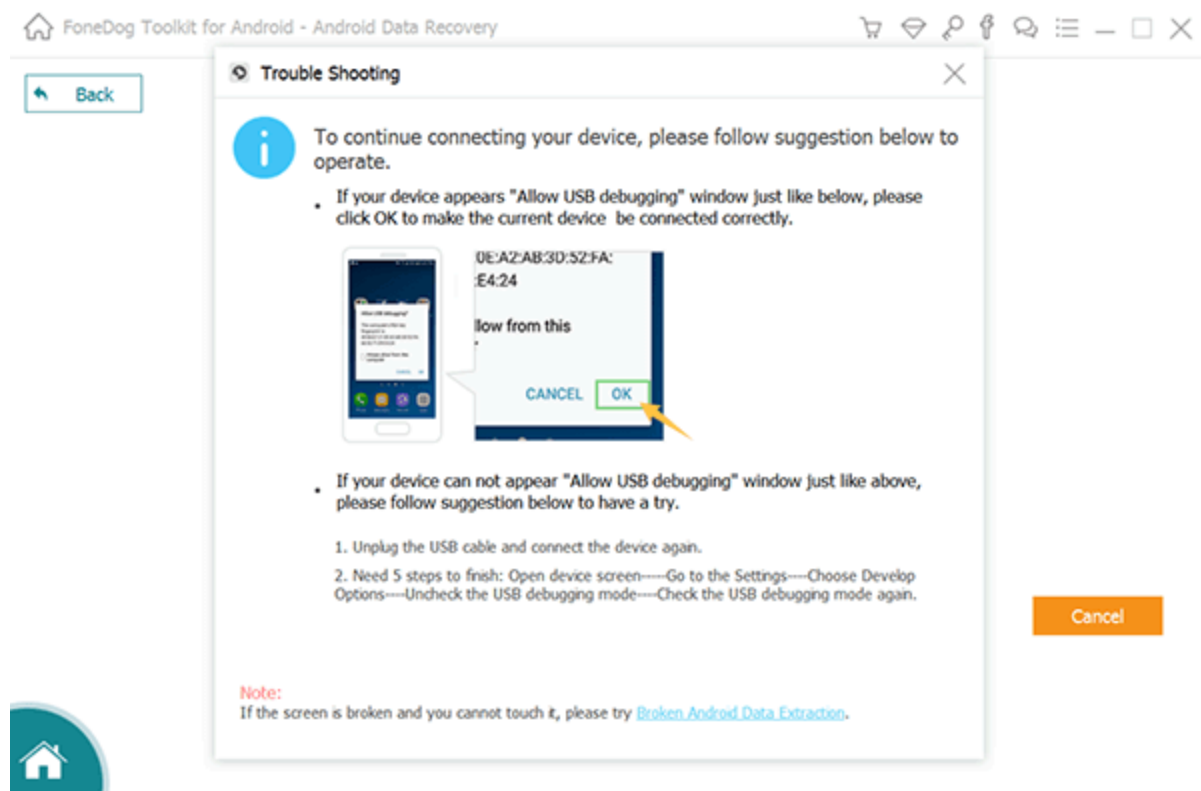 FoneDog Toolkit for Android - Android Data Recovery
Back
Trouble Shooting
To continue connecting your device, please follow suggestion below to
operate.
If your device appears "Allow USB debugging" window just like below, please
click OK to make the current device be connected correctly.
0E:A2:AB:3D:52:FA:
:E4:24
llow from this
CANCEL OK
If your device can not appear "Allow USB debugging" window just like above,
please follow suggestion below to have a try.
1. Unplug the USB cable and connect the device again.
2. Need 5 steps to finish: Open device screen-----Go to the Settings----Choose Develop
Options----Uncheck the USB debugging mode----Check the USB debugging mode again.
Cancel
Note:
If the screen is broken and you cannot touch it, please try Broken Android Data Extraction.